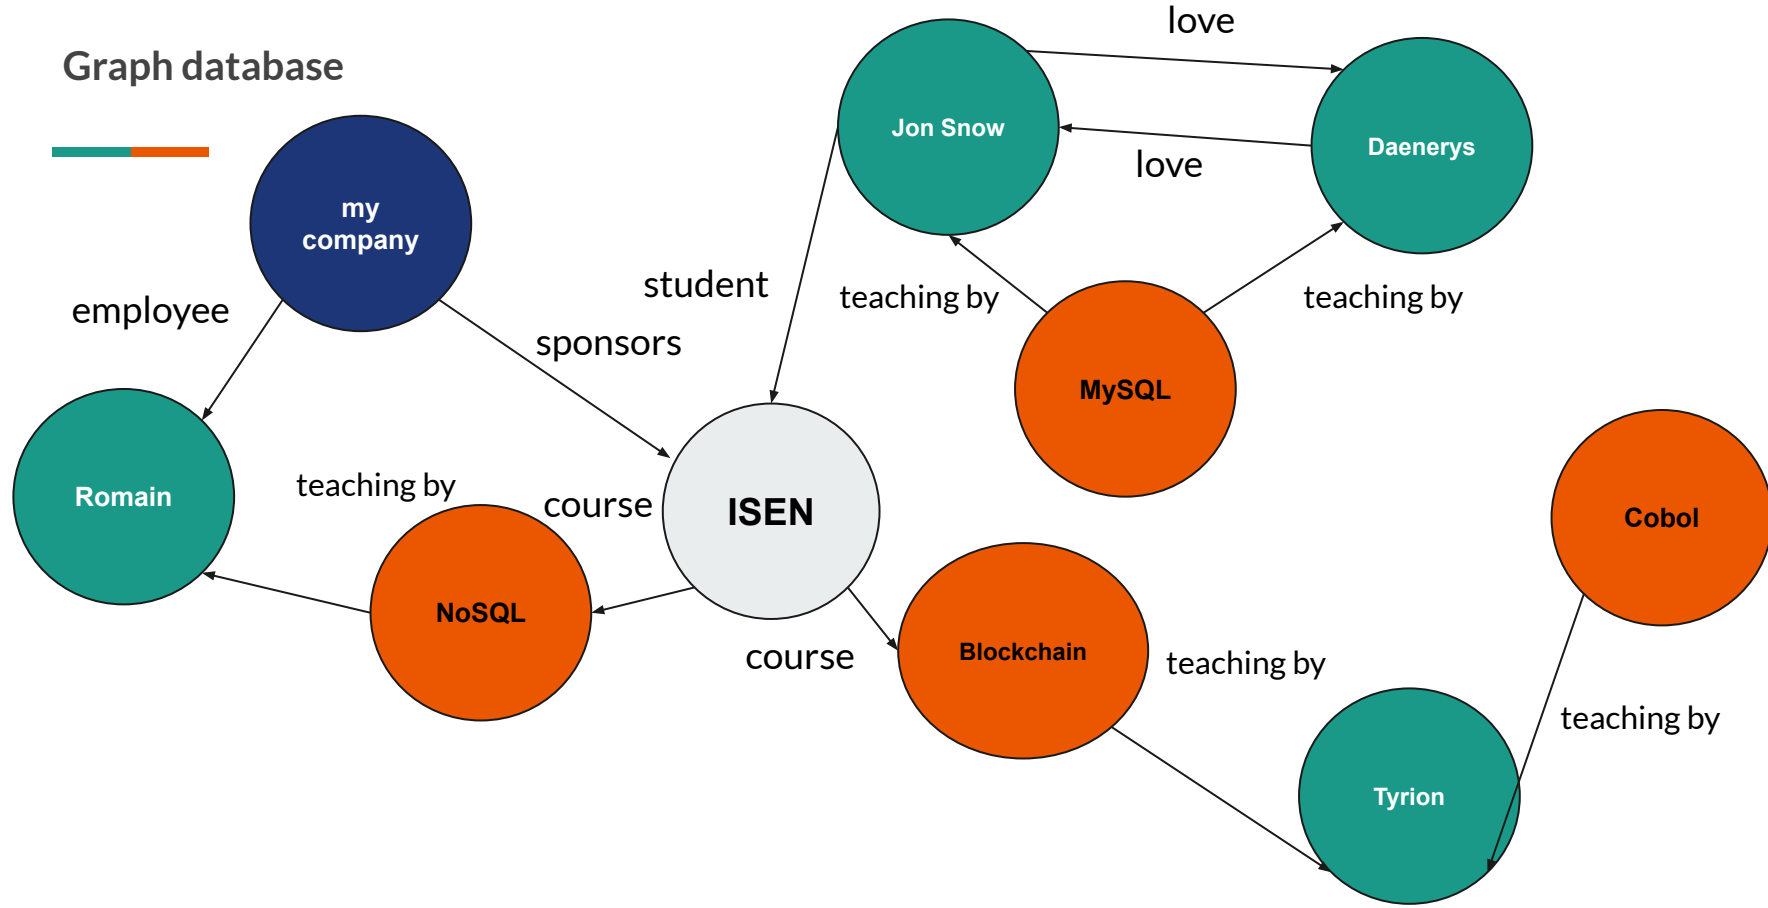 Graph database
love
Jon Snow
Daenerys
love
my
company
student
teaching by
teaching by
employee
sponsors
MySQL
Romain
teaching by
course
ISEN
Cobol
NoSQL
course
Blockchain
teaching by
teaching by
Tyrion